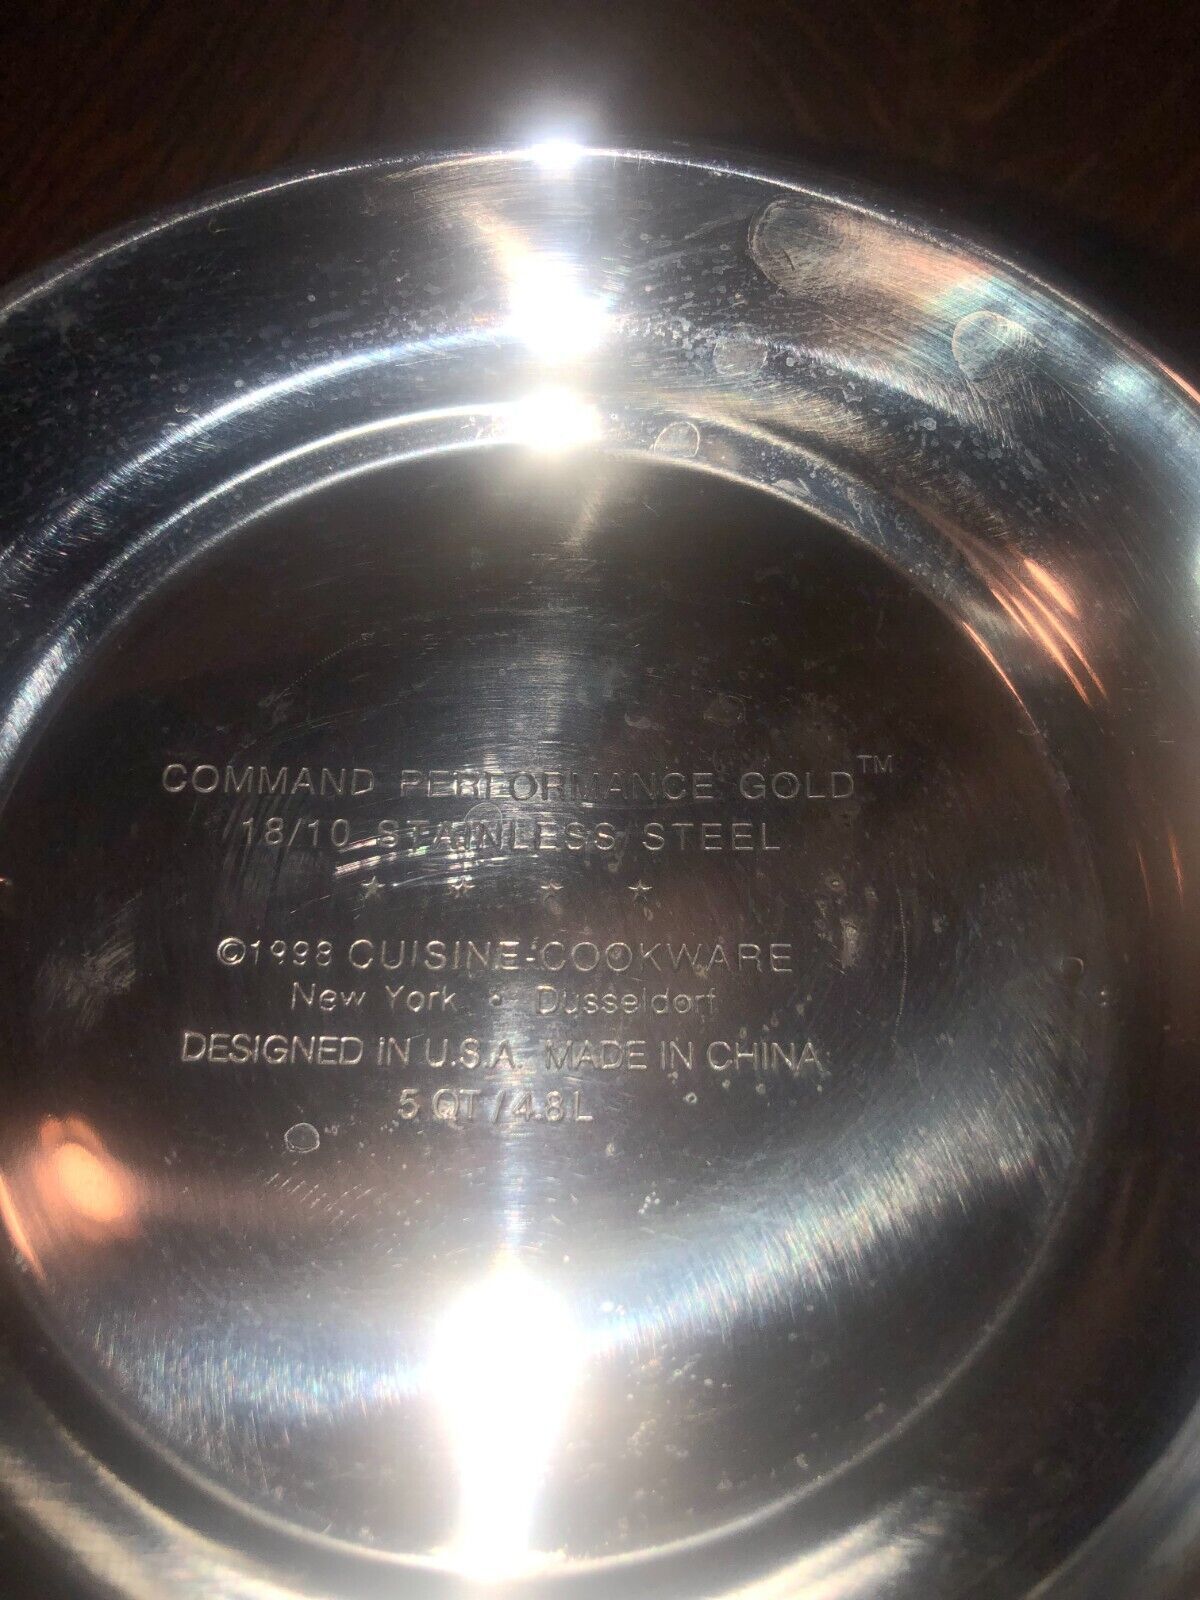 COMMAND PERFORMANCE GOLD™
18/10 STAINLESS STEEL
©1998 CUISINE-COOKWARE
New York • Dusseldorf
DESIGNED IN U.S.A. MADE IN CHINA
5 QT / 4.8 L